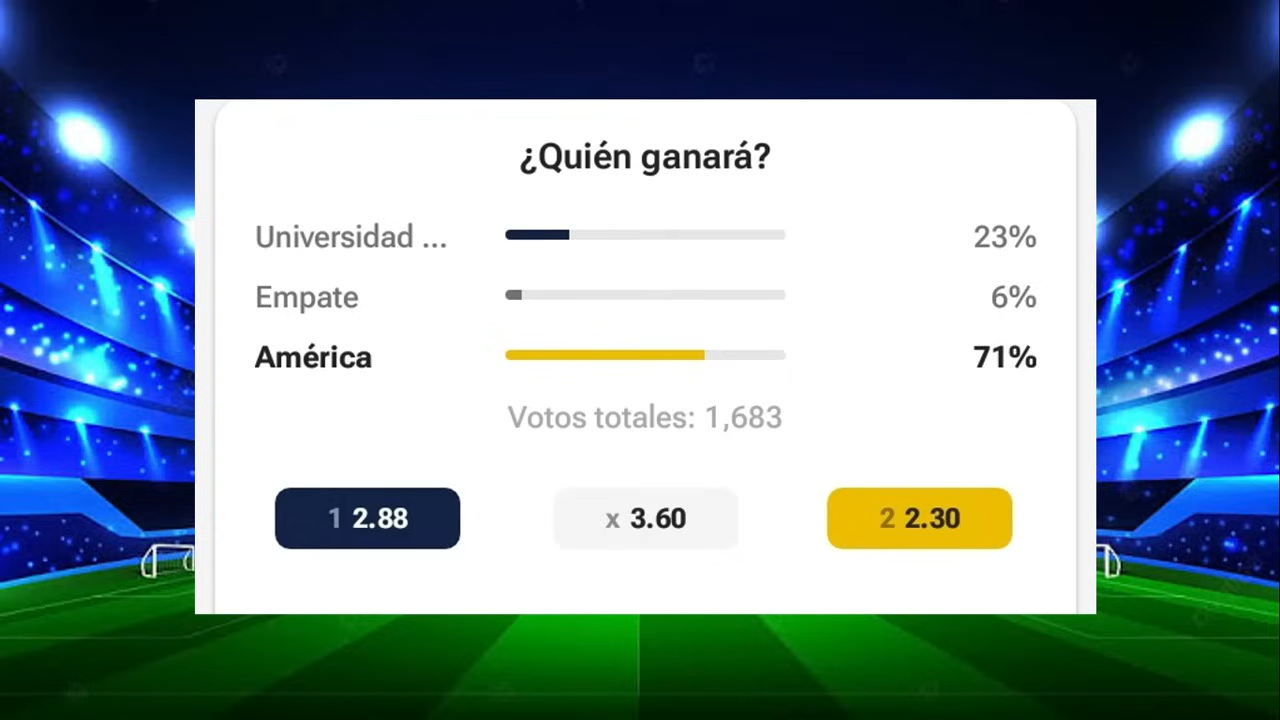 ¿Quién ganará?
Universidad ... 23%
Empate 6%
América 71%
Votos totales: 1,683
1 2.88 x 3.60 2 2.30